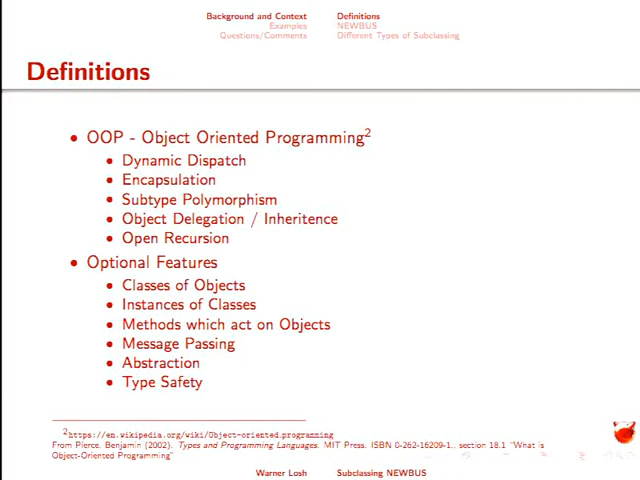 Background and Context
Examples
Questions/Comments
Definitions
NEWBUS
Different Types of Subclassing
Definitions
• OOP - Object Oriented Programming2
• Dynamic Dispatch
• Encapsulation
• Subtype Polymorphism
• Object Delegation / Inheritence
• Open Recursion
• Optional Features
• Classes of Objects
• Instances of Classes
• Methods which act on Objects
• Message Passing
• Abstraction
• Type Safety
2https://en.wikipedia.org/wiki/Object-oriented.programming
From Pierce, Benjamin (2002). Types and Programming Languages. MIT Press. ISBN 0-262-16209-1., section 18.1 "What is
Object-Oriented Programming"
Warner Losh
Subclassing NEWBUS